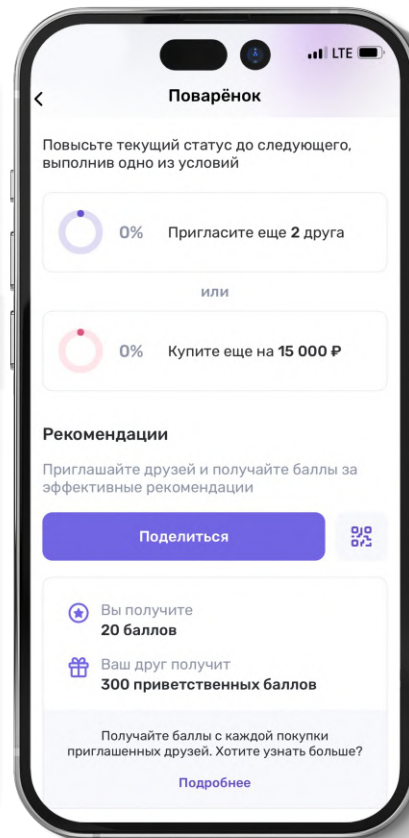 LTE
Поварёнок
Повысьте текущий статус до следующего,
выполнив одно из условий
0% Пригласите еще 2 друга
или
0% Купите еще на 15 000 ₽
Рекомендации
Приглашайте друзей и получайте баллы за
эффективные рекомендации
Поделиться
Вы получите
20 баллов
Ваш друг получит
300 приветственных баллов
Получайте баллы с каждой покупки
приглашенных друзей. Хотите узнать больше?
Подробнее